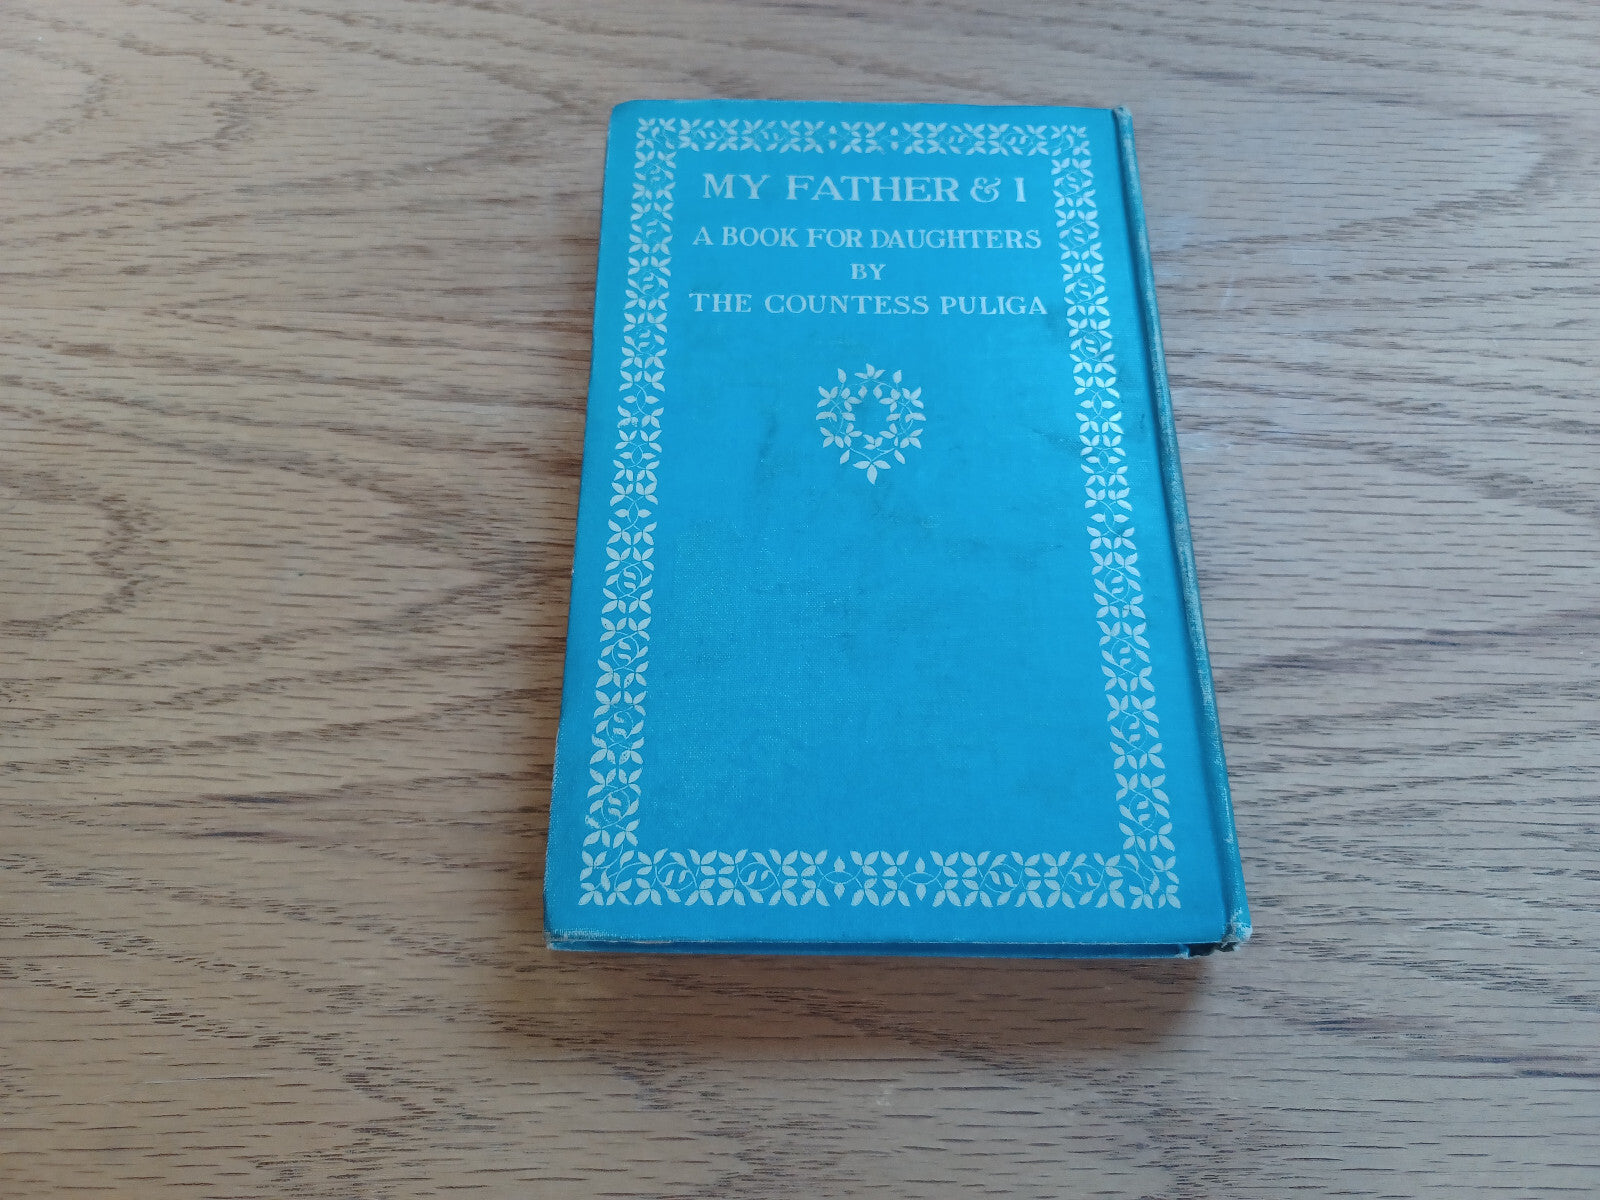 MY FATHER & I
A BOOK FOR DAUGHTERS
BY
THE COUNTESS PULIGA